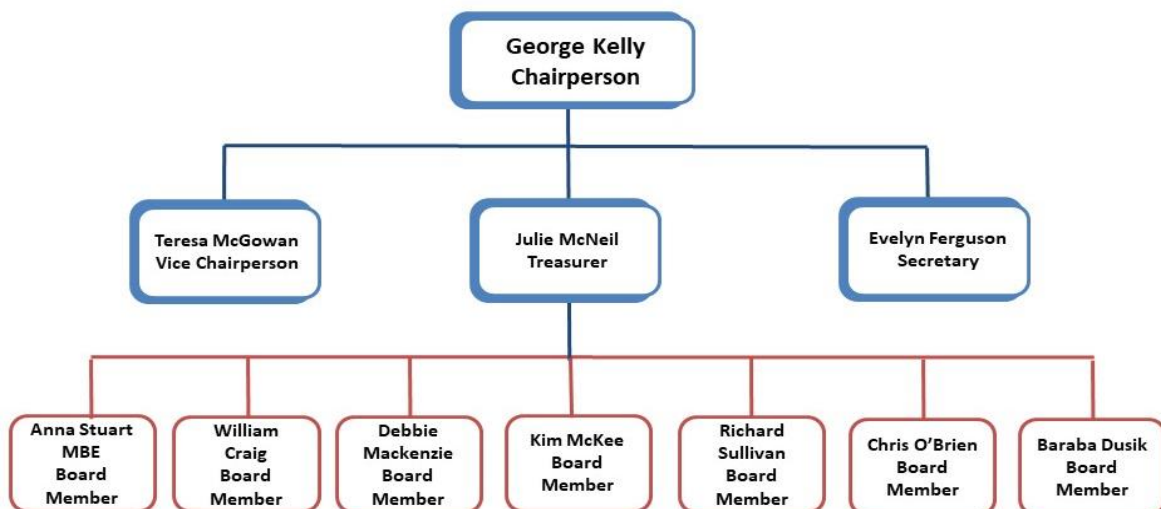 George Kelly
Chairperson
Teresa McGowan
Vice Chairperson
Julie McNeil
Treasurer
Evelyn Ferguson
Secretary
Anna Stuart
MBE
Board
Member
William
Craig
Board
Member
Debbie
Mackenzie
Board
Member
Kim McKee
Board
Member
Richard
Sullivan
Board
Member
Chris O’Brien
Board
Member
Baraba Dusik
Board
Member